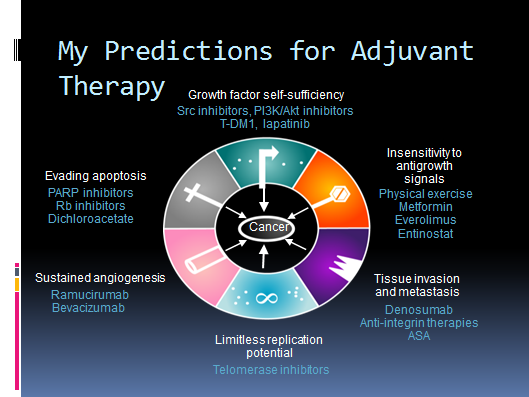 My Predictions for Adjuvant
Therapy
Growth factor self-sufficiency
Src inhibitors, PI3K/Akt inhibitors
T-DM1, lapatinib
Insensitivity to
antigrowth
signals
Physical exercise
Metformin
Everolimus
Entinostat
Evading apoptosis
PARP inhibitors
Rb inhibitors
Dichloroacetate
Cancer
Sustained angiogenesis
Ramucirumab
Bevacizumab
Tissue invasion
and metastasis
Denosumab
Anti-integrin therapies
ASA
Limitless replication
potential
Telomerase inhibitors